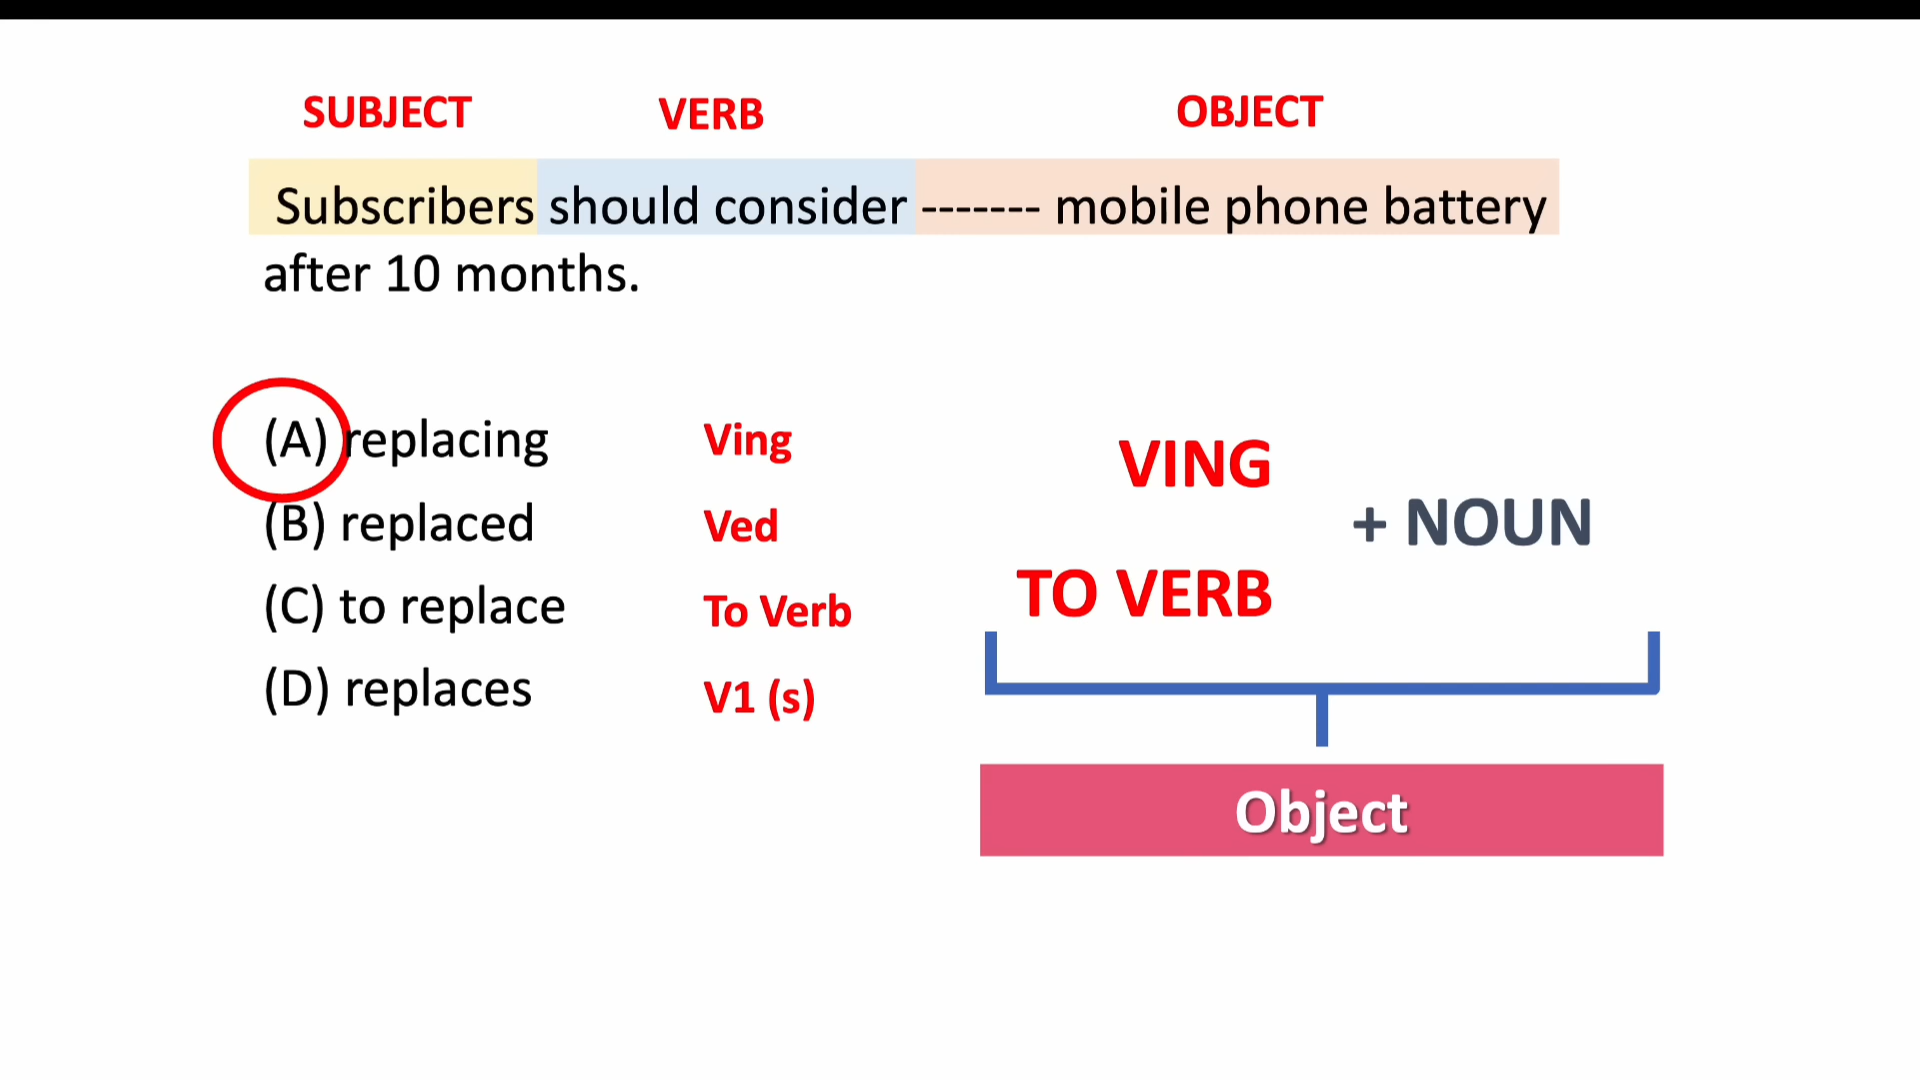 SUBJECT VERB OBJECT
Subscribers should consider ------- mobile phone battery
after 10 months.
(A) replacing Ving
(B) replaced Ved
(C) to replace To Verb
(D) replaces V1 (s)
VING
+ NOUN
TO VERB
Object